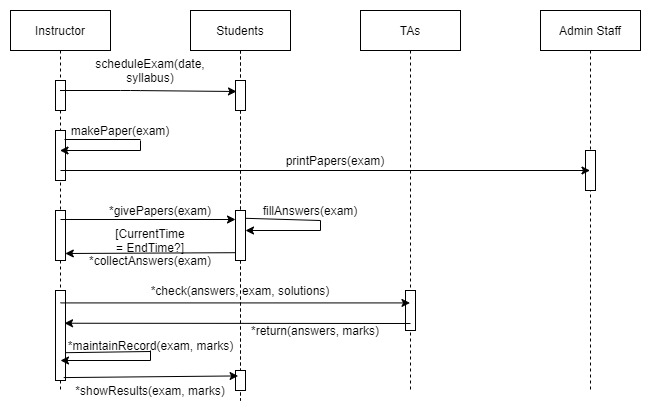 Instructor
Students
TAs
Admin Staff
scheduleExam(date,
syllabus)
makePaper(exam)
printPapers(exam)
*givePapers(exam)
fillAnswers(exam)
[CurrentTime
= EndTime?]
*collectAnswers(exam)
*check(answers, exam, solutions)
*return(answers, marks)
*maintainRecord(exam, marks)
*showResults(exam, marks)